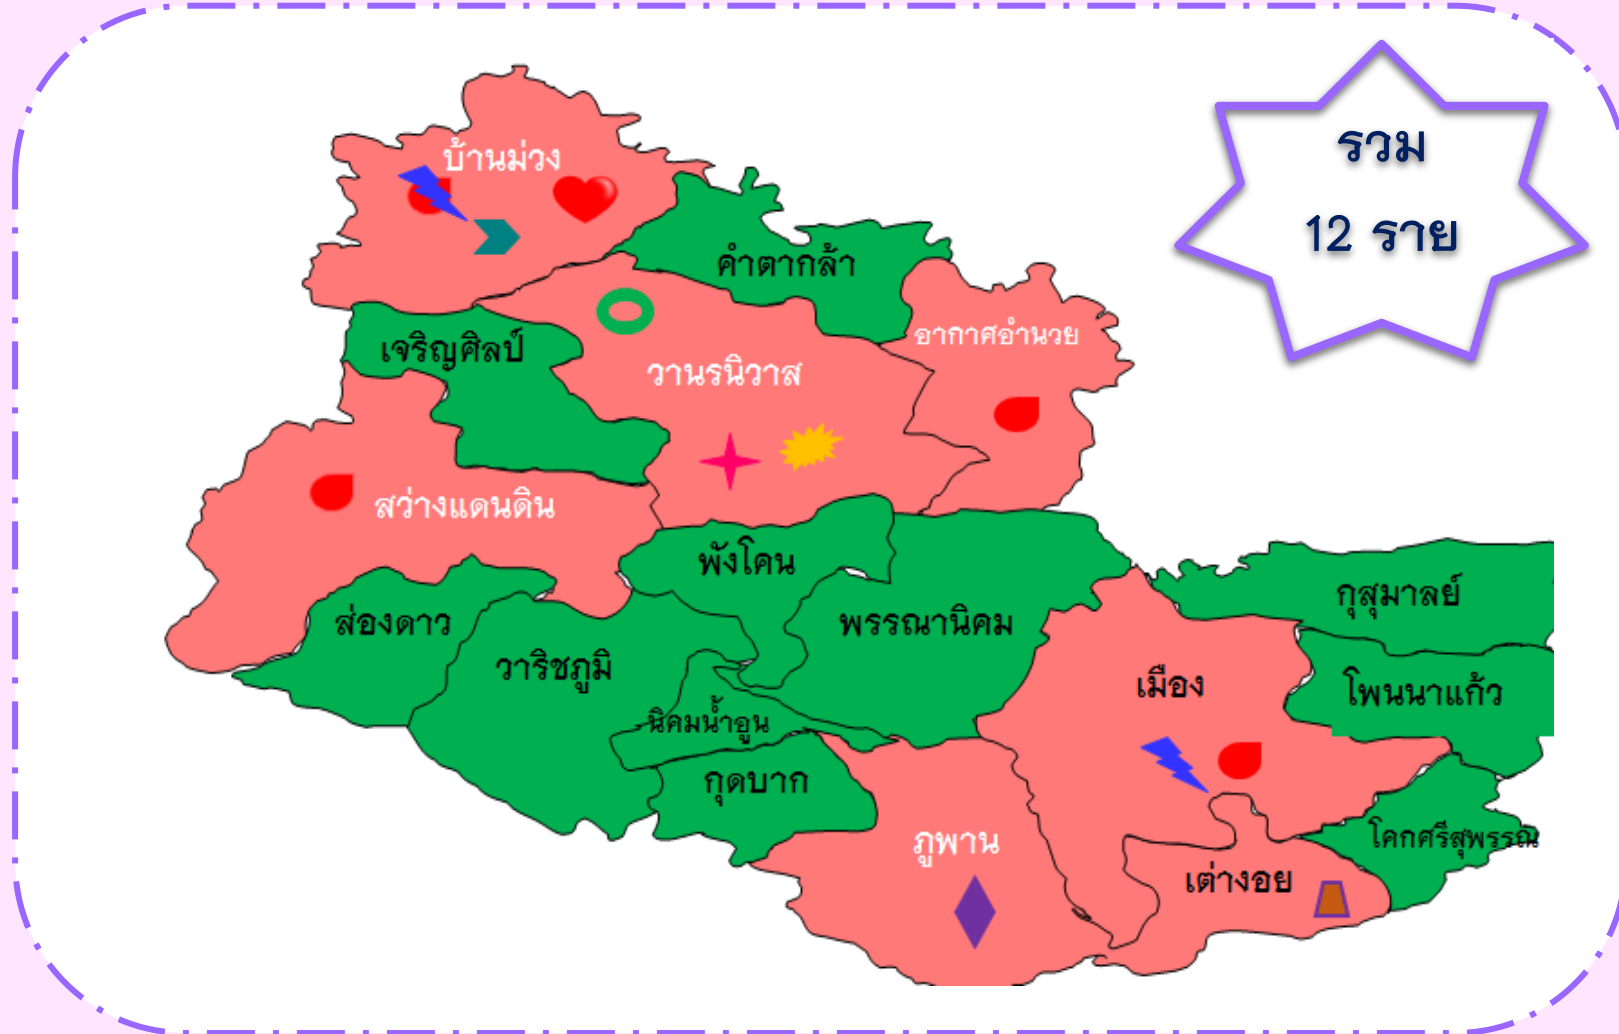 รวม
12 ราย
บ้านม่วง
คำตากล้า
อากาศอำนวย
เจริญศิลป์
วานรนิวาส
สว่างแดนดิน
พังโคน
กุสุมาลย์
ส่องดาว
พรรณานิคม
วาริชภูมิ
เมือง
โพนนาแก้ว
นิคมน้ำอูน
กุดบาก
ภูพาน
โคกศรีสุพรรณ
เต่างอย